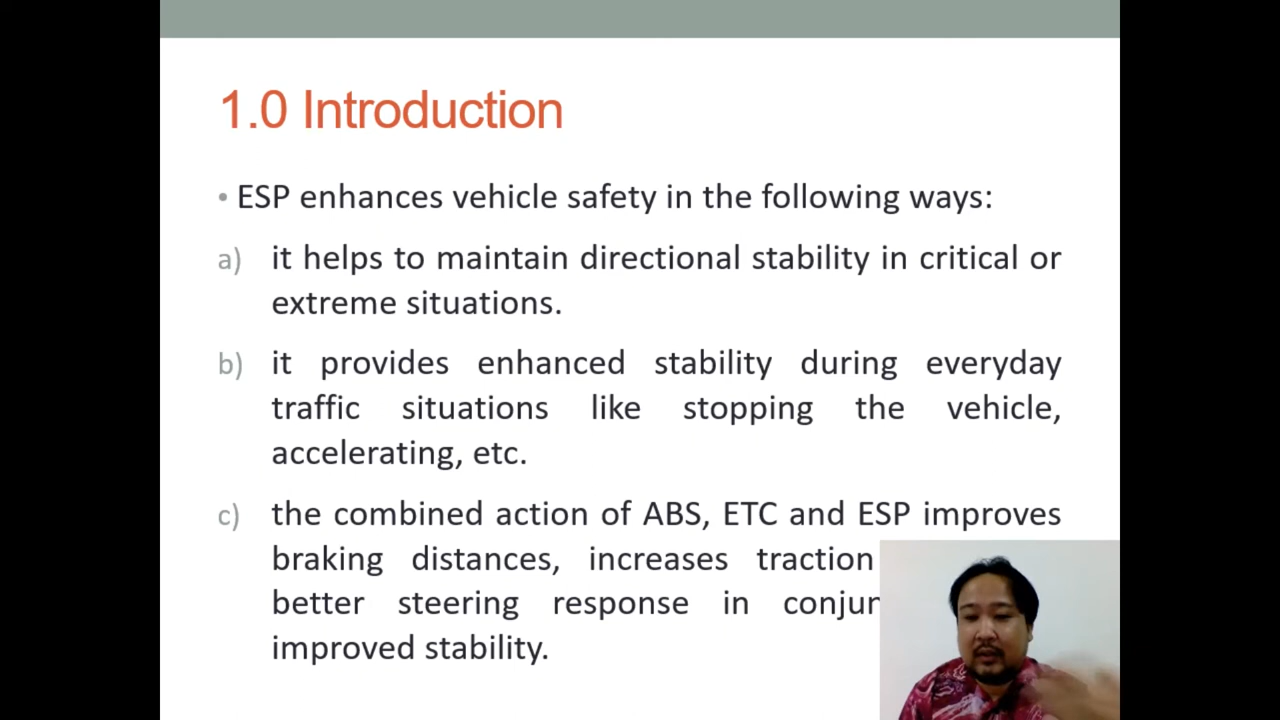 1.0 Introduction
• ESP enhances vehicle safety in the following ways:
a) it helps to maintain directional stability in critical or
extreme situations.
b) it provides enhanced stability during everyday
traffic situations like stopping the vehicle,
accelerating, etc.
c) the combined action of ABS, ETC and ESP improves
braking distances, increases traction
better steering response in
improved stability.